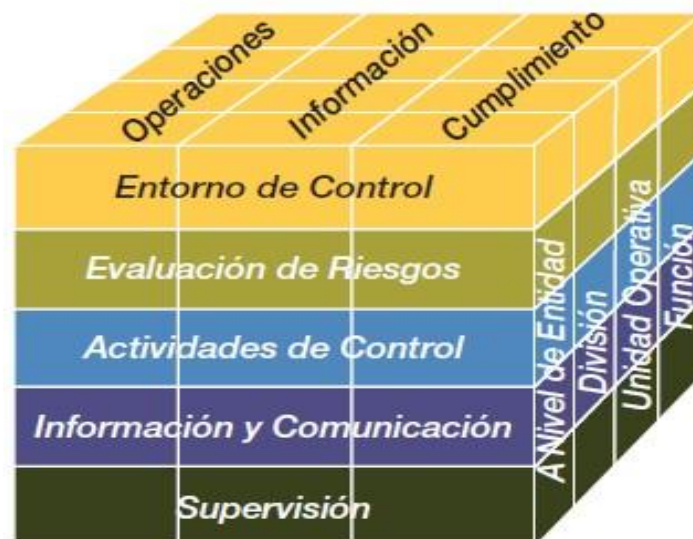 Operaciones
Información
Cumplimiento
Entorno de Control
Evaluación de Riesgos
Actividades de Control
Información y Comunicación
Supervisión
A Nivel de Entidad
División
Unidad Operativa
Función